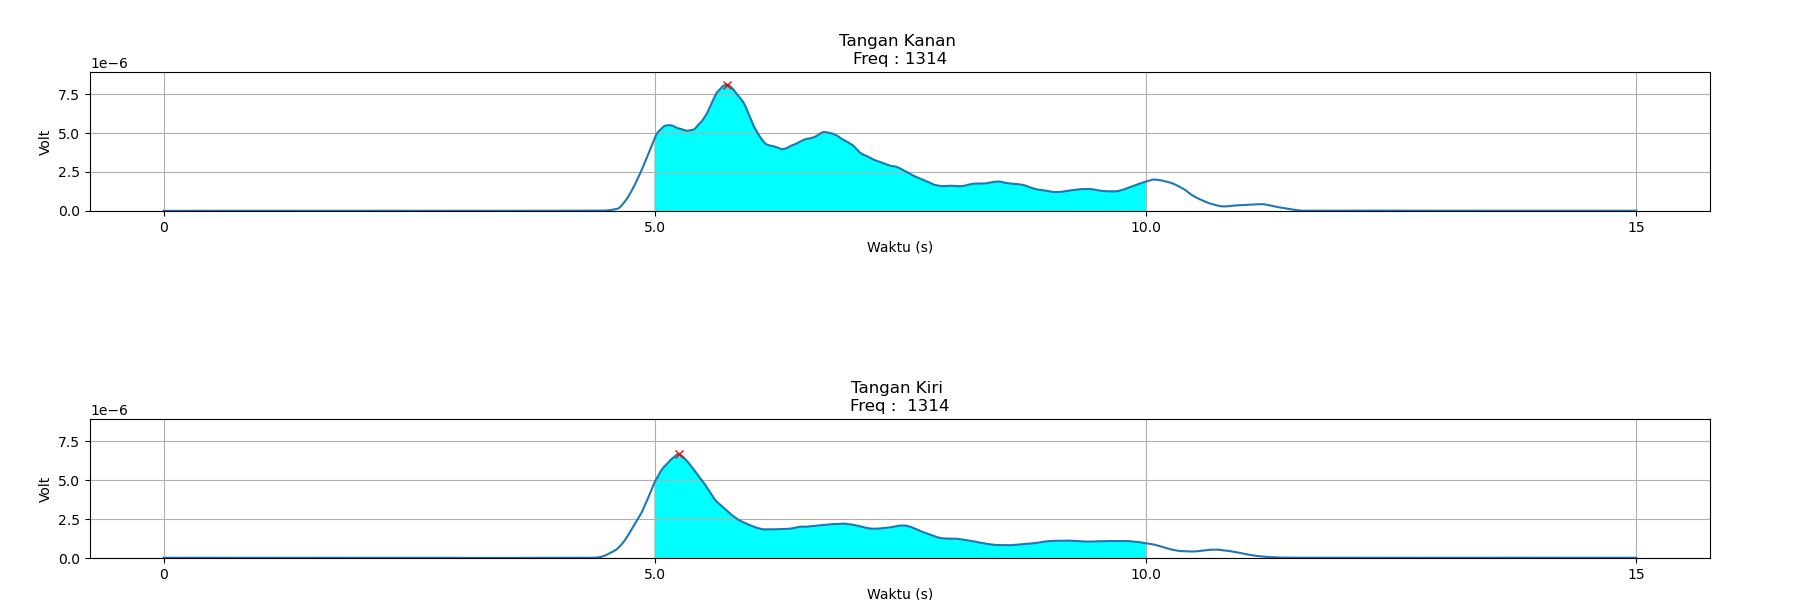 Tangan Kanan
Freq : 1314
1e−6
7.5
5.0
2.5
0.0
Volt
0 5.0 10.0 15
Waktu (s)
Tangan Kiri
Freq :  1314
1e−6
7.5
5.0
2.5
0.0
Volt
0 5.0 10.0 15
Waktu (s)